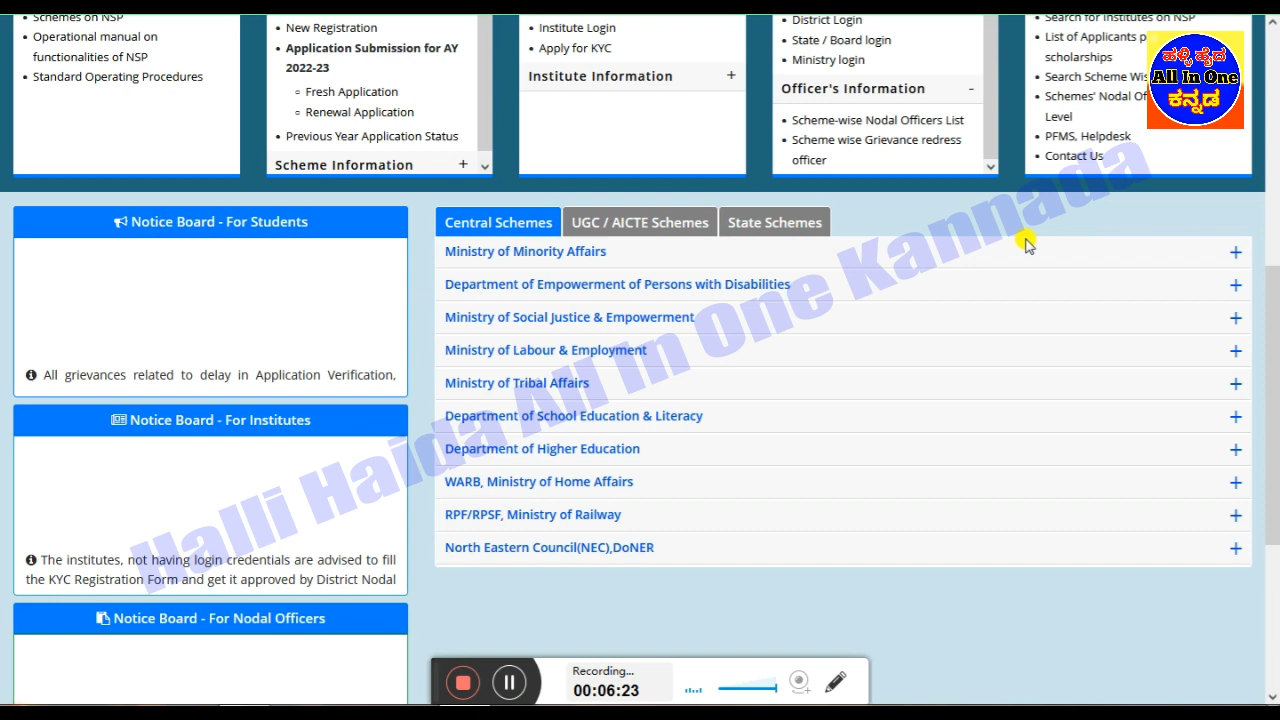 Schemes on NSP
Operational manual on
functionalities of NSP
Standard Operating Procedures
New Registration
Application Submission for AY
2022-23
Fresh Application
Renewal Application
Previous Year Application Status
Scheme Information +
Institute Login
Apply for KYC
Institute Information +
District Login
State / Board login
Ministry login
Officer's Information -
Scheme-wise Nodal Officers List
Scheme wise Grievance redress
officer
Search for Institutes on NSP
List of Applicants
scholarships
Search Scheme
Schemes' Nodal
Level
PFMS, Helpdesk
Contact Us
ಹಳ್ಳಿ ಹೈದ
All In One
ಕನ್ನಡ
Notice Board - For Students
All grievances related to delay in Application Verification,
Notice Board - For Institutes
The institutes, not having login credentials are advised to fill
the KYC Registration Form and get it approved by District Nodal
Notice Board - For Nodal Officers
Central Schemes UGC / AICTE Schemes State Schemes
Ministry of Minority Affairs +
Department of Empowerment of Persons with Disabilities +
Ministry of Social Justice & Empowerment +
Ministry of Labour & Employment +
Ministry of Tribal Affairs +
Department of School Education & Literacy +
Department of Higher Education +
WARB, Ministry of Home Affairs +
RPF/RPSF, Ministry of Railway +
North Eastern Council(NEC),DoNER +
Halli Haida All In One Kannada
Recording...
00:06:23